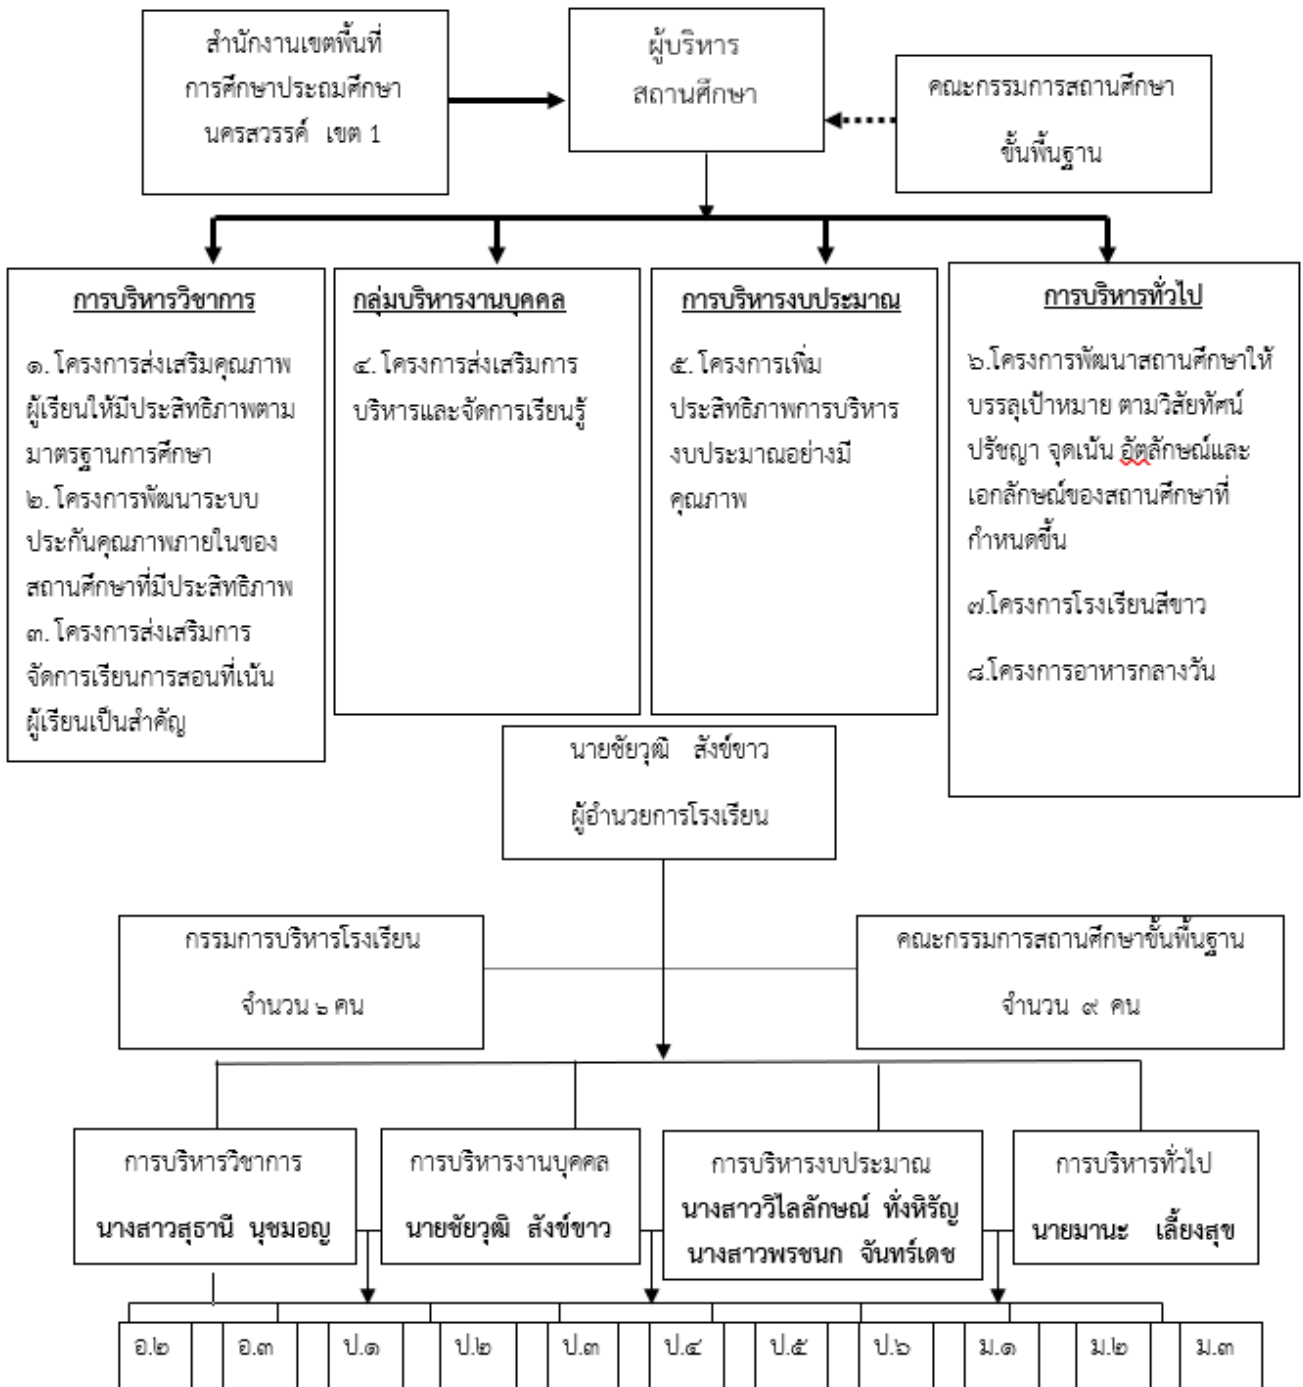 สำนักงานเขตพื้นที่
การศึกษาประถมศึกษา
นครสวรรค์ เขต 1
ผู้บริหาร
สถานศึกษา
คณะกรรมการสถานศึกษา
ขั้นพื้นฐาน
การบริหารวิชาการ
๑. โครงการส่งเสริมคุณภาพ
ผู้เรียนให้มีประสิทธิภาพตาม
มาตรฐานการศึกษา
๒. โครงการพัฒนาระบบ
ประกันคุณภาพภายในของ
สถานศึกษาที่มีประสิทธิภาพ
๓. โครงการส่งเสริมการ
จัดการเรียนการสอนที่เน้น
ผู้เรียนเป็นสำคัญ
กลุ่มบริหารงานบุคคล
๔. โครงการส่งเสริมการ
บริหารและจัดการเรียนรู้
การบริหารงบประมาณ
๕. โครงการเพิ่ม
ประสิทธิภาพการบริหาร
งบประมาณอย่างมี
คุณภาพ
การบริหารทั่วไป
๖.โครงการพัฒนาสถานศึกษาให้
บรรลุเป้าหมาย ตามวิสัยทัศน์
ปรัชญา จุดเน้น อัตลักษณ์และ
เอกลักษณ์ของสถานศึกษาที่
กำหนดขึ้น
๗.โครงการโรงเรียนสีขาว
๘.โครงการอาหารกลางวัน
นายชัยวุฒิ สังข์ขาว
ผู้อำนวยการโรงเรียน
กรรมการบริหารโรงเรียน
จำนวน ๖ คน
คณะกรรมการสถานศึกษาขั้นพื้นฐาน
จำนวน ๙ คน
การบริหารวิชาการ
นางสาวสุธานี นุชมอญ
การบริหารงานบุคคล
นายชัยวุฒิ สังข์ขาว
การบริหารงบประมาณ
นางสาววิไลลักษณ์ ทั่งหิรัญ
นางสาวพรชนก จันทร์เดช
การบริหารทั่วไป
นายมานะ เลี้ยงสุข
อ.๒ อ.๓ ป.๑ ป.๒ ป.๓ ป.๔ ป.๕ ป.๖ ม.๑ ม.๒ ม.๓